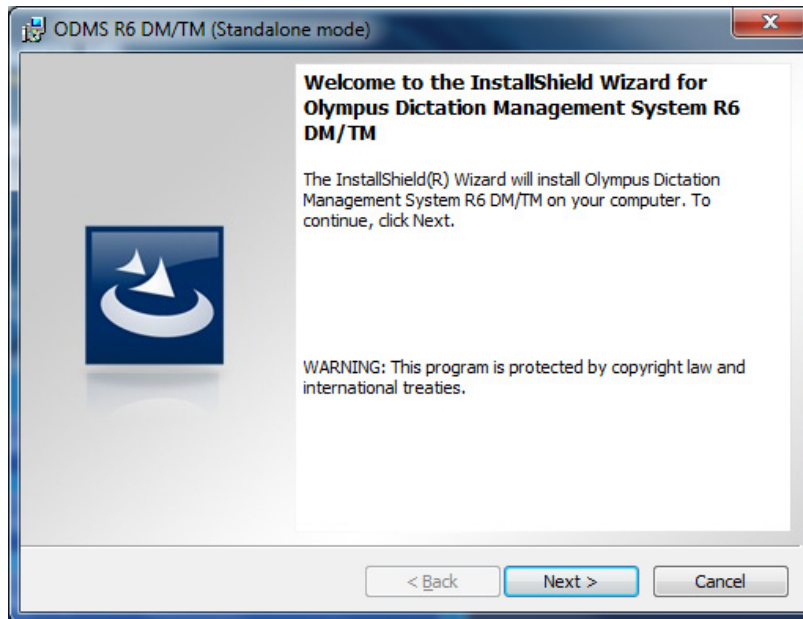 ODMS R6 DM/TM (Standalone mode)
Welcome to the InstallShield Wizard for
Olympus Dictation Management System R6
DM/TM
The InstallShield(R) Wizard will install Olympus Dictation
Management System R6 DM/TM on your computer. To
continue, click Next.
WARNING: This program is protected by copyright law and
international treaties.
< Back
Next >
Cancel